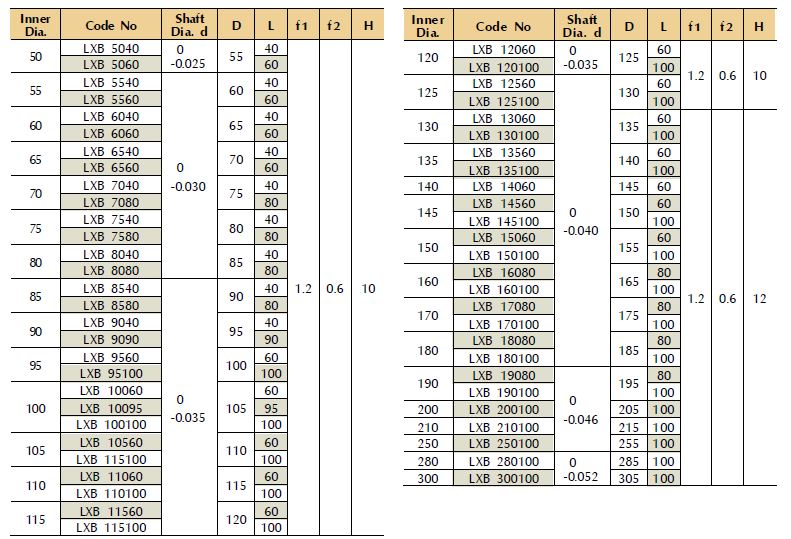 Inner Dia. Code No Shaft Dia. d D L f1 f2 H
50 LXB 5040 0 -0.025 55 40 1.2 0.6 10
LXB 5060 60
55 LXB 5540 0 -0.030 60 40
LXB 5560 60
60 LXB 6040 65 40
LXB 6060 60
65 LXB 6540 70 40
LXB 6560 60
70 LXB 7040 75 40
LXB 7080 80
75 LXB 7540 80 40
LXB 7580 80
80 LXB 8040 85 40
LXB 8080 80
85 LXB 8540 0 -0.035 90 40
LXB 8580 80
90 LXB 9040 95 40
LXB 9090 90
95 LXB 9560 100 60
LXB 95100 100
100 LXB 10060 105 60
LXB 10095 95
LXB 100100 100
105 LXB 10560 110 60
LXB 115100 100
110 LXB 11060 115 60
LXB 110100 100
115 LXB 11560 120 60
LXB 115100 100
Inner Dia. Code No Shaft Dia. d D L f1 f2 H
120 LXB 12060 0 -0.035 125 60 1.2 0.6 10
LXB 120100 100
125 LXB 12560 0 -0.040 130 60
LXB 125100 100
130 LXB 13060 135 60 1.2 0.6 12
LXB 130100 100
135 LXB 13560 140 60
LXB 135100 100
140 LXB 14060 145 60
145 LXB 14560 150 60
LXB 145100 100
150 LXB 15060 155 60
LXB 150100 100
160 LXB 16080 165 80
LXB 160100 100
170 LXB 17080 175 80
LXB 170100 100
180 LXB 18080 185 80
LXB 180100 100
190 LXB 19080 0 -0.046 195 80
LXB 190100 100
200 LXB 200100 205 100
210 LXB 210100 215 100
250 LXB 250100 255 100
280 LXB 280100 0 -0.052 285 100
300 LXB 300100 305 100